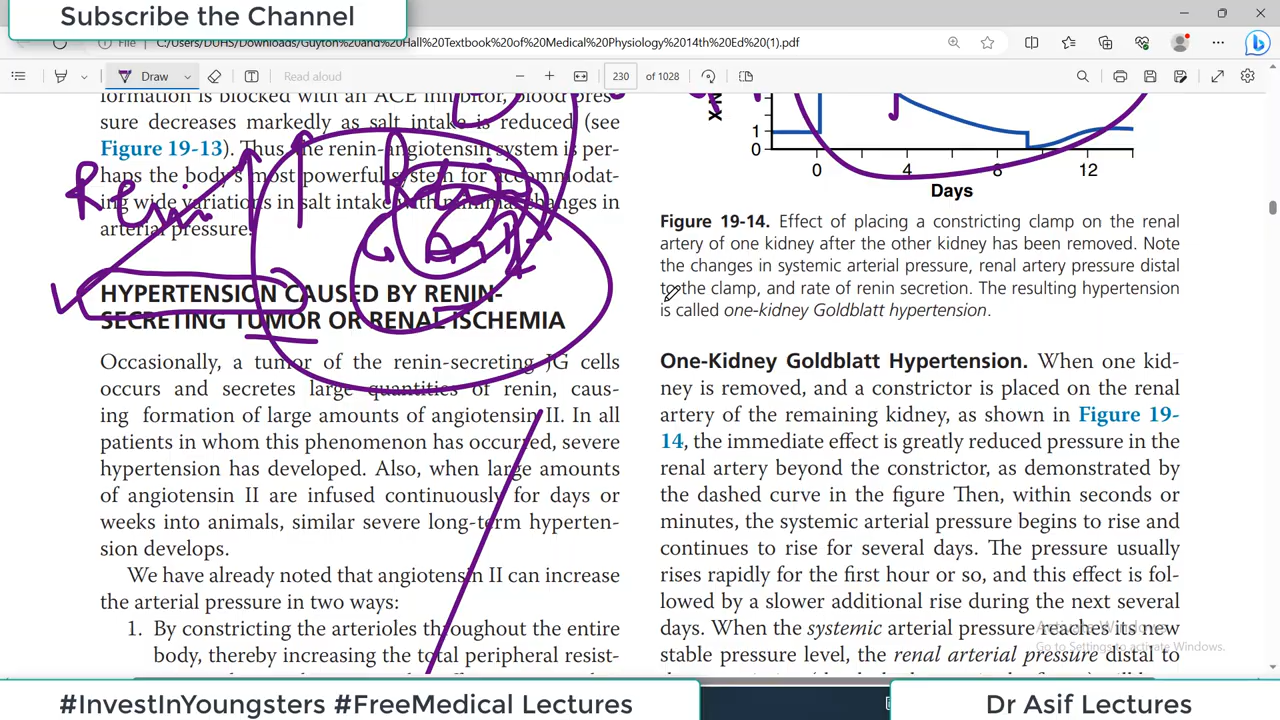 Subscribe the Channel
File
C:/Users/DUHS/Downloads/Guyton%20and%20Hall%20Textbook%20of%20Medical%20Physiology%2014th%20Ed%20(1).pdf
Draw
Read aloud
230 of 1028
formation is blocked with an ACE inhibitor, blood pres-
sure decreases markedly as salt intake is reduced (see
Figure 19-13). Thus the renin-angiotensin system is per-
haps the body's most powerful system for accommodat-
ing wide variations in salt intake with minimal changes in
arterial pressure.
Renin
HYPERTENSION CAUSED BY RENIN-
SECRETING TUMOR OR RENAL ISCHEMIA
Occasionally, a tumor of the renin-secreting JG cells
occurs and secretes large quantities of renin, caus-
ing formation of large amounts of angiotensin II. In all
patients in whom this phenomenon has occurred, severe
hypertension has developed. Also, when large amounts
of angiotensin II are infused continuously for days or
weeks into animals, similar severe long-term hyperten-
sion develops.
We have already noted that angiotensin II can increase
the arterial pressure in two ways:
1. By constricting the arterioles throughout the entire
body, thereby increasing the total peripheral resist-
1
0
0 4 8 12
Days
Figure 19-14. Effect of placing a constricting clamp on the renal
artery of one kidney after the other kidney has been removed. Note
the changes in systemic arterial pressure, renal artery pressure distal
to the clamp, and rate of renin secretion. The resulting hypertension
is called one-kidney Goldblatt hypertension.
One-Kidney Goldblatt Hypertension. When one kid-
ney is removed, and a constrictor is placed on the renal
artery of the remaining kidney, as shown in Figure 19-
14, the immediate effect is greatly reduced pressure in the
renal artery beyond the constrictor, as demonstrated by
the dashed curve in the figure Then, within seconds or
minutes, the systemic arterial pressure begins to rise and
continues to rise for several days. The pressure usually
rises rapidly for the first hour or so, and this effect is fol-
lowed by a slower additional rise during the next several
days. When the systemic arterial pressure reaches its new
stable pressure level, the renal arterial pressure distal to
Activate Windows
Go to Settings to activate Windows.
#InvestInYoungsters #FreeMedical Lectures
Dr Asif Lectures